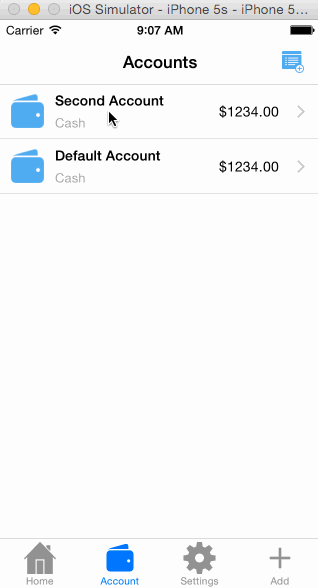 iOS Simulator - iPhone 5s - iPhone 5...
Carrier 9:07 AM
Accounts
Second Account
Cash
$1234.00
Default Account
Cash
$1234.00
Home
Account
Settings
Add